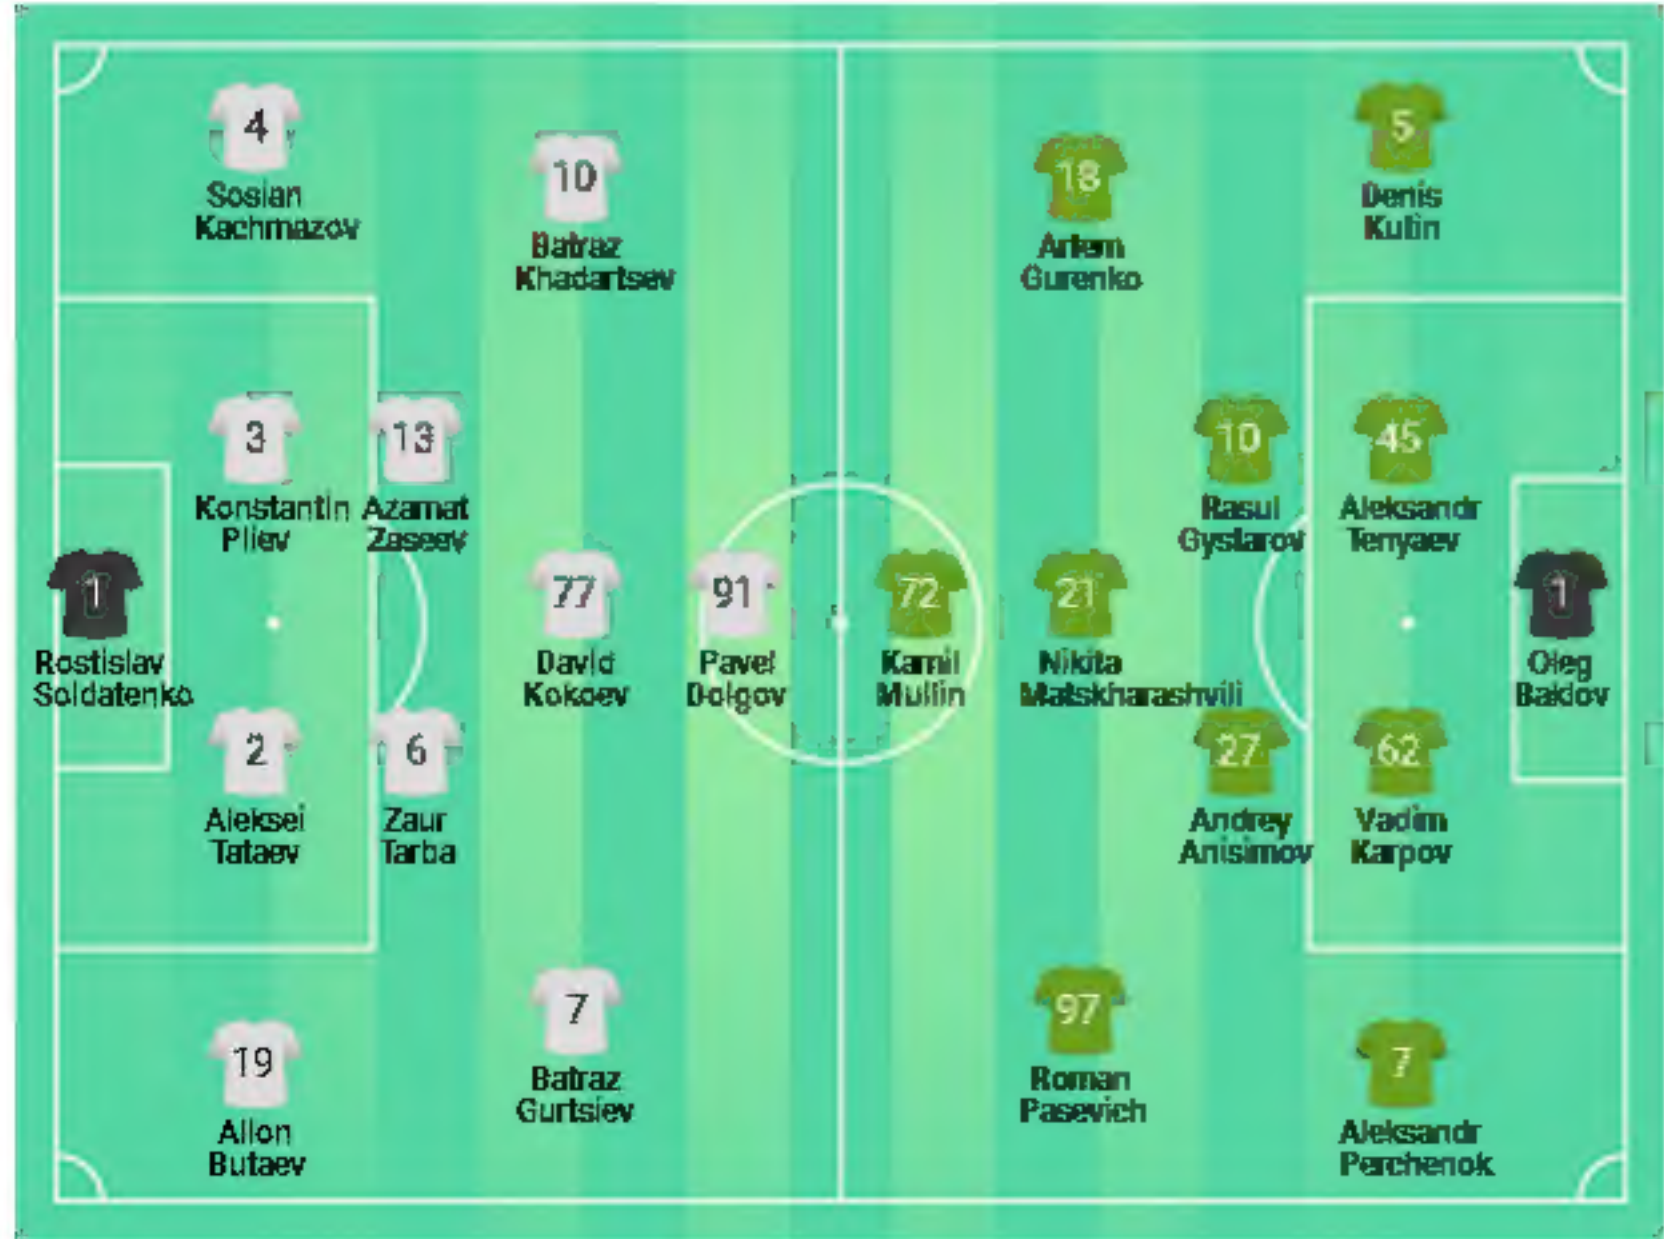 4
Soslan
Kachmazov
10
Batraz
Khadartsev
18
Artem
Gurenko
5
Denis
Kutin
3
Konstantin
Pliev
13
Azamat
Zaseev
10
Rasul
Gystarov
45
Aleksandr
Tenyaev
1
Rostislav
Soldatenko
77
David
Kokoev
91
Pavel
Dolgov
72
Kamil
Mullin
21
Nikita
Matskharashvili
1
Oleg
Baklov
2
Aleksei
Tataev
6
Zaur
Tarba
27
Andrey
Anisimov
62
Vadim
Karpov
19
Allon
Butaev
7
Batraz
Gurtsiev
97
Roman
Pasevich
7
Aleksandr
Perchenok